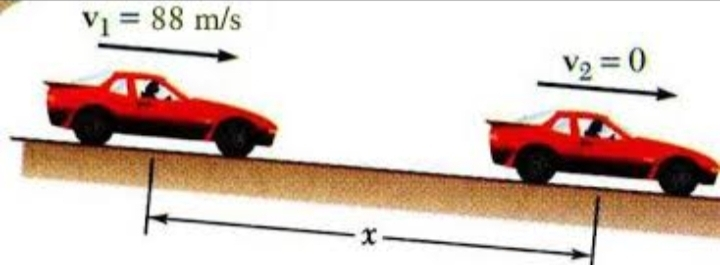 v₁ = 88 m/s
v₂ = 0
x